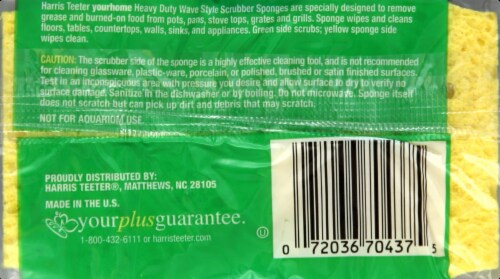 Harris Teeter yourhome Heavy Duty Wave Style Scrubber Sponges are specially designed to remove
grease and burned-on food from pots, pans, stove tops, grates and grills. Sponge wipes and cleans
floors, tables, countertops, walls, sinks, and appliances. Green side scrubs; yellow sponge side
wipes clean.
CAUTION: The scrubber side of the sponge is a highly effective cleaning tool, and is not recommended
for cleaning glassware, plastic-ware, porcelain, or polished, brushed or satin finished surfaces.
Test in an inconspicuous area with pressure you desire and allow surface to dry to verify no
surface damage. Sanitize in the dishwasher or by boiling. Do not microwave. Sponge itself
does not scratch but can pick up dirt and debris that may scratch.
NOT FOR AQUARIUM USE.
PROUDLY DISTRIBUTED BY:
HARRIS TEETER®, MATTHEWS, NC 28105
MADE IN THE U.S.
yourplusguarantee.
1-800-432-6111 or harristeeter.com
0 72036 70437 5